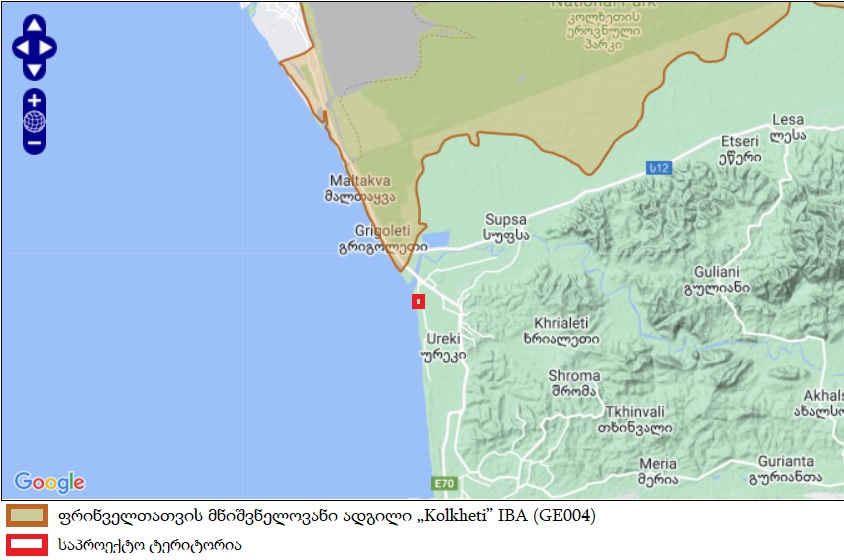 National Park
კოლხეთის
ეროვნული
პარკი
Lesa
ლესა
Etseri
ეწერი
ს12
Maltakva
მალთაყვა
Supsa
სუფსა
Grigoleti
გრიგოლეთი
Guliani
გულიანი
Khrialeti
ხრიალეთი
Ureki
ურეკი
Shroma
შრომა
Akhals
ახალსო
Tkhinvali
თხინვალი
Meria
მერია
Gurianta
გურიანთა
Google
E70
ფრინველთათვის მნიშვნელოვანი ადგილი „Kolkheti” IBA (GE004)
საპროექტო ტერიტორია